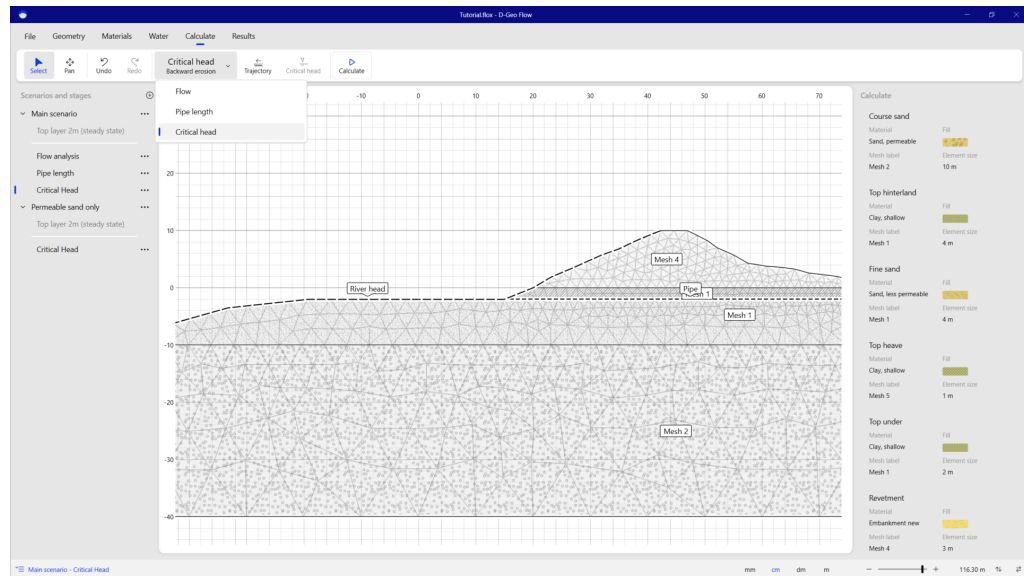 Tutorial.flox - D-Geo Flow
File Geometry Materials Water Calculate Results
Select Pan Undo Redo Critical head Backward erosion Trajectory Critical head Calculate
Flow
Pipe length
Critical head
Scenarios and stages
Main scenario
Top layer 2m (steady state)
Flow analysis
Pipe length
Critical Head
Permeable sand only
Top layer 2m (steady state)
Critical Head
-10 0 10 20 30 40 50 60 70
20
10
0
-10
-20
-30
-40
Mesh 4
River head
Pipe
Mesh 1
Mesh 2
Calculate
Course sand
Material Fill
Sand, permeable
Mesh label Element size
Mesh 2 10 m
Top hinterland
Material Fill
Clay, shallow
Mesh label Element size
Mesh 1 4 m
Fine sand
Material Fill
Sand, less permeable
Mesh label Element size
Mesh 1 4 m
Top heave
Material Fill
Clay, shallow
Mesh label Element size
Mesh 5 1 m
Top under
Material Fill
Clay, shallow
Mesh label Element size
Mesh 1 2 m
Revetment
Material Fill
Embankment new
Mesh label Element size
Mesh 4 3 m
Main scenario - Critical Head
mm cm dm m
116.30 m